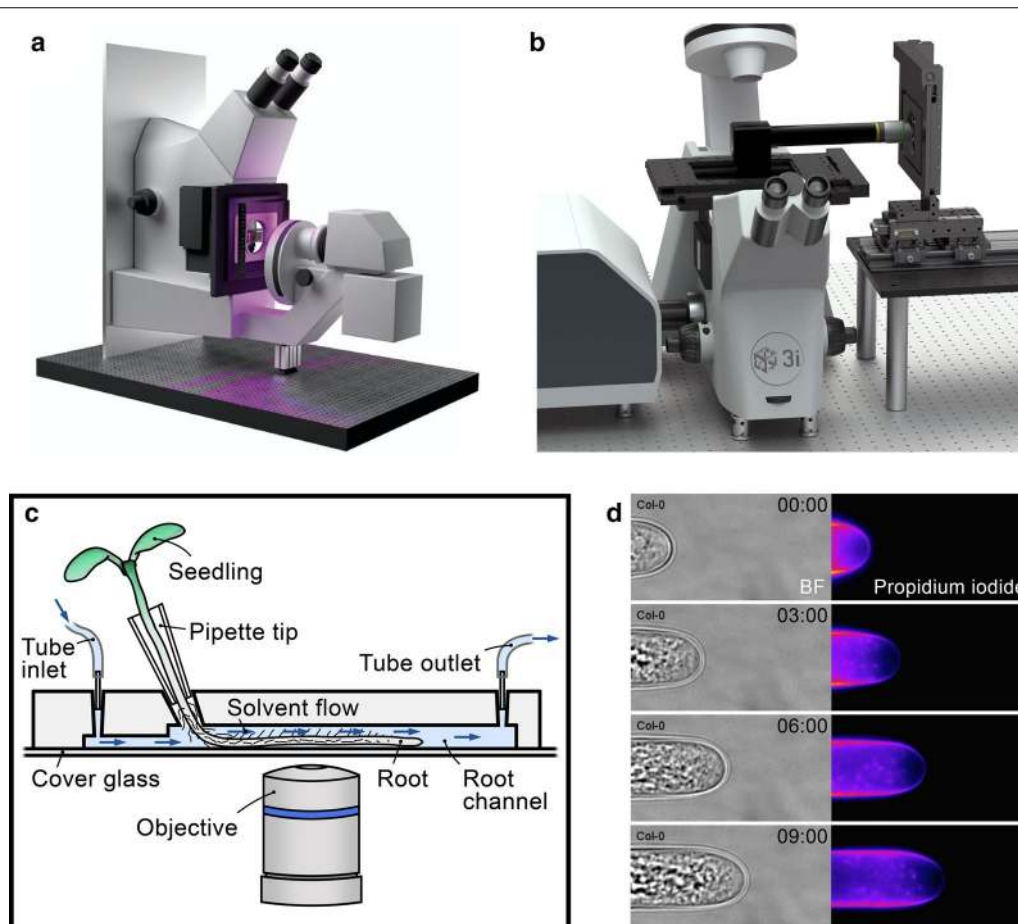 a
b
3i
c
Seedling
Pipette tip
Tube
inlet
Tube outlet
Solvent flow
Cover glass
Root
Root
channel
Objective
d
Col-0
00:00
BF
Propidium iodide
Col-0
03:00
Col-0
06:00
Col-0
09:00